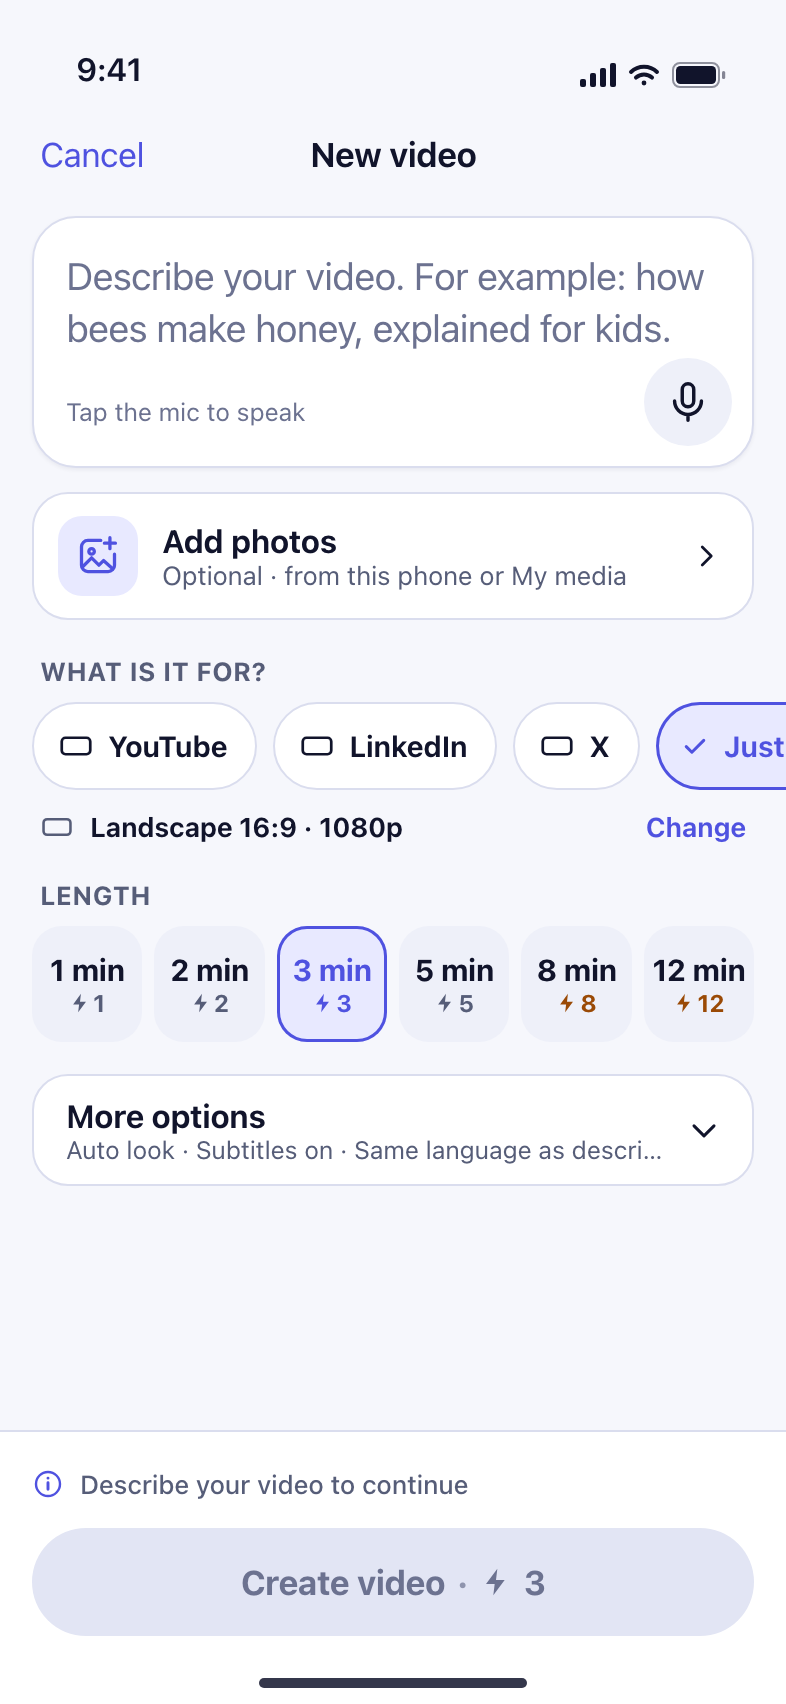 9:41
Cancel
New video
Describe your video. For example: how
bees make honey, explained for kids.
Tap the mic to speak
Add photos
Optional · from this phone or My media
WHAT IS IT FOR?
YouTube
LinkedIn
X
Just
Landscape 16:9 · 1080p
Change
LENGTH
1 min
2 min
3 min
5 min
8 min
12 min
1
2
3
5
8
12
More options
Auto look · Subtitles on · Same language as descri...
Describe your video to continue
Create video · 3